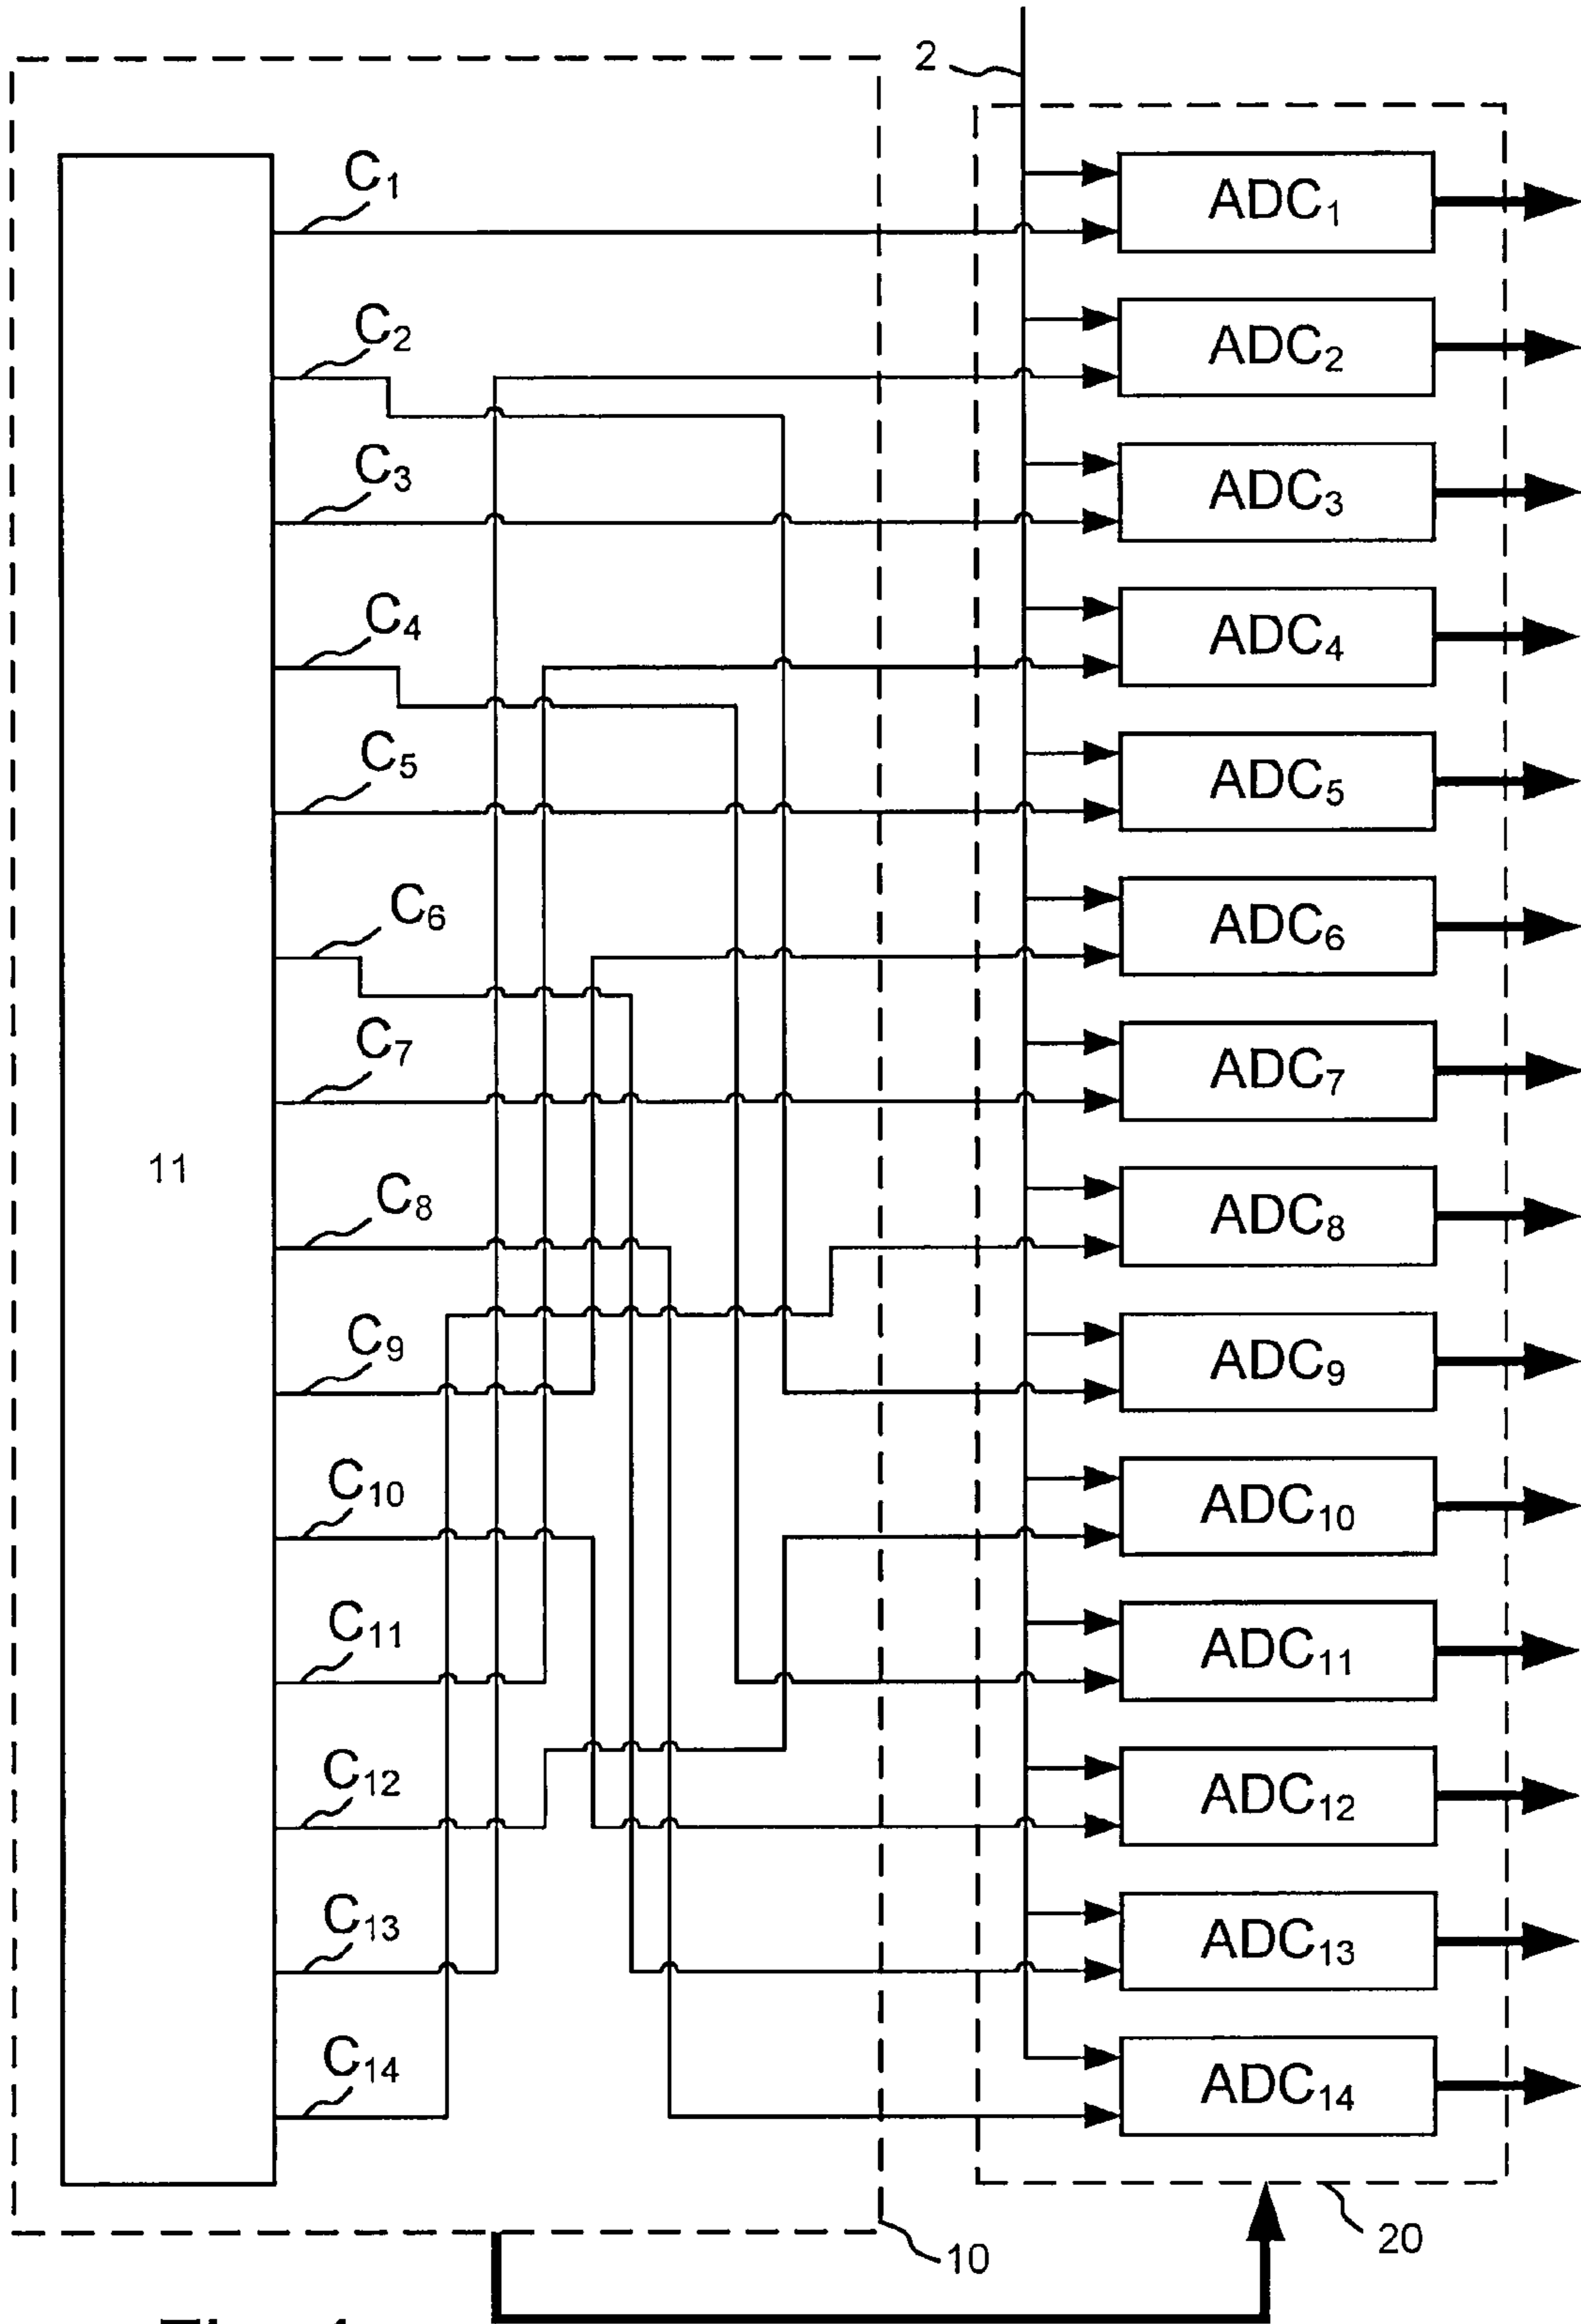 2
C₁
ADC₁
C₂
ADC₂
C₃
ADC₃
C₄
ADC₄
C₅
ADC₅
C₆
ADC₆
C₇
ADC₇
11
C₈
ADC₈
C₉
ADC₉
C₁₀
ADC₁₀
C₁₁
ADC₁₁
C₁₂
ADC₁₂
C₁₃
ADC₁₃
C₁₄
ADC₁₄
10
20